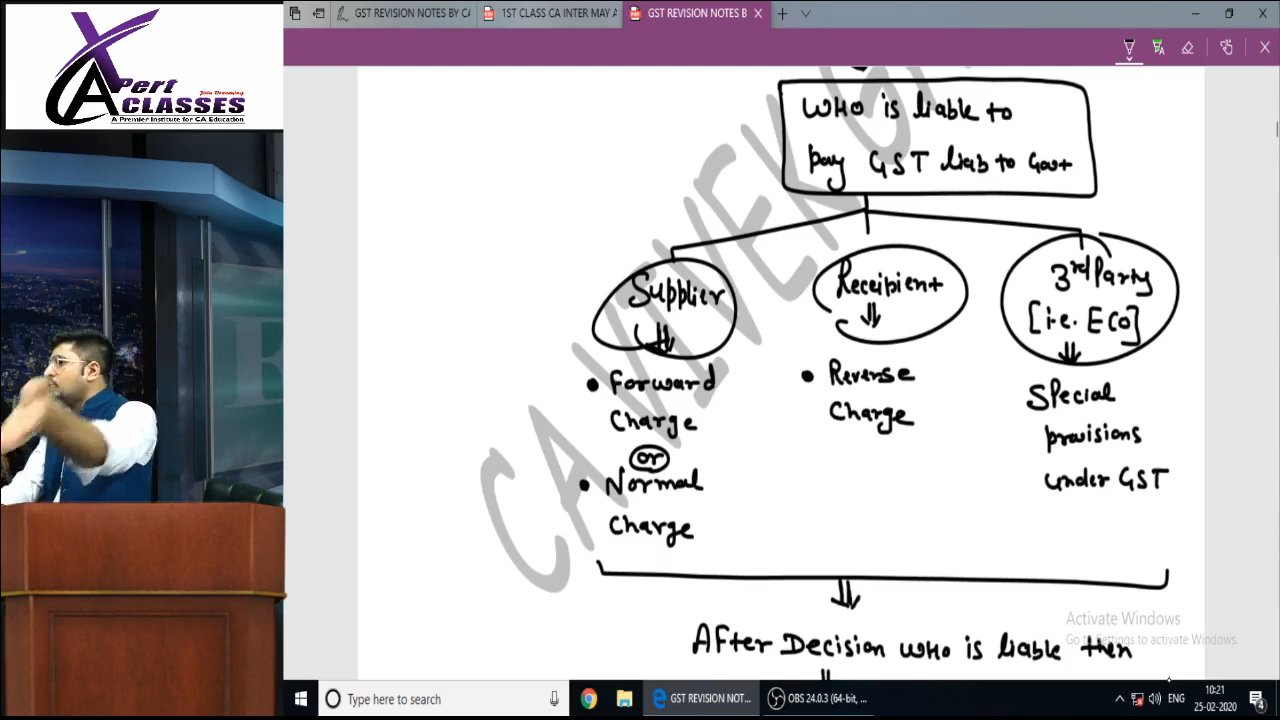 GST REVISION NOTES BY CA
1ST CLASS CA INTER MAY A
GST REVISION NOTES B
XPert
CA CLASSES
Join Dreaming
A Premier Institute for CA Education
WHO is liable to
pay GST liab to Govt
Supplier
Receipient
3rd Party
[i.e. ECO]
• Forward
Charge
or
• Normal
Charge
• Reverse
Charge
Special
provisions
under GST
After Decision WHO is liable then
CA VIVEK G
Activate Windows
Go to Settings to activate Windows.
Type here to search
GST REVISION NOT...
OBS 24.0.3 (64-bit, ...
ENG
10:21
25-02-2020
4